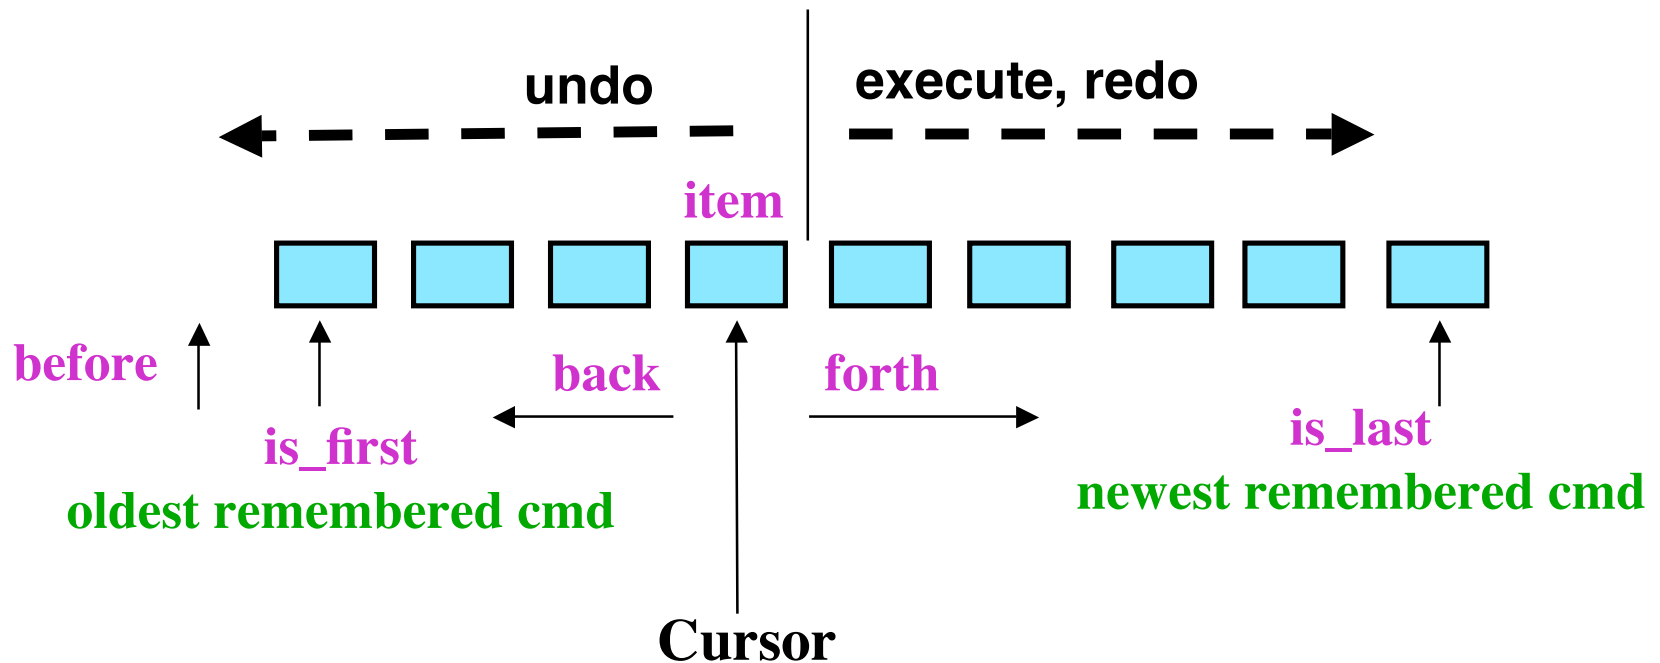 undo
execute, redo
item
before
back
forth
is_first
is_last
oldest remembered cmd
newest remembered cmd
Cursor